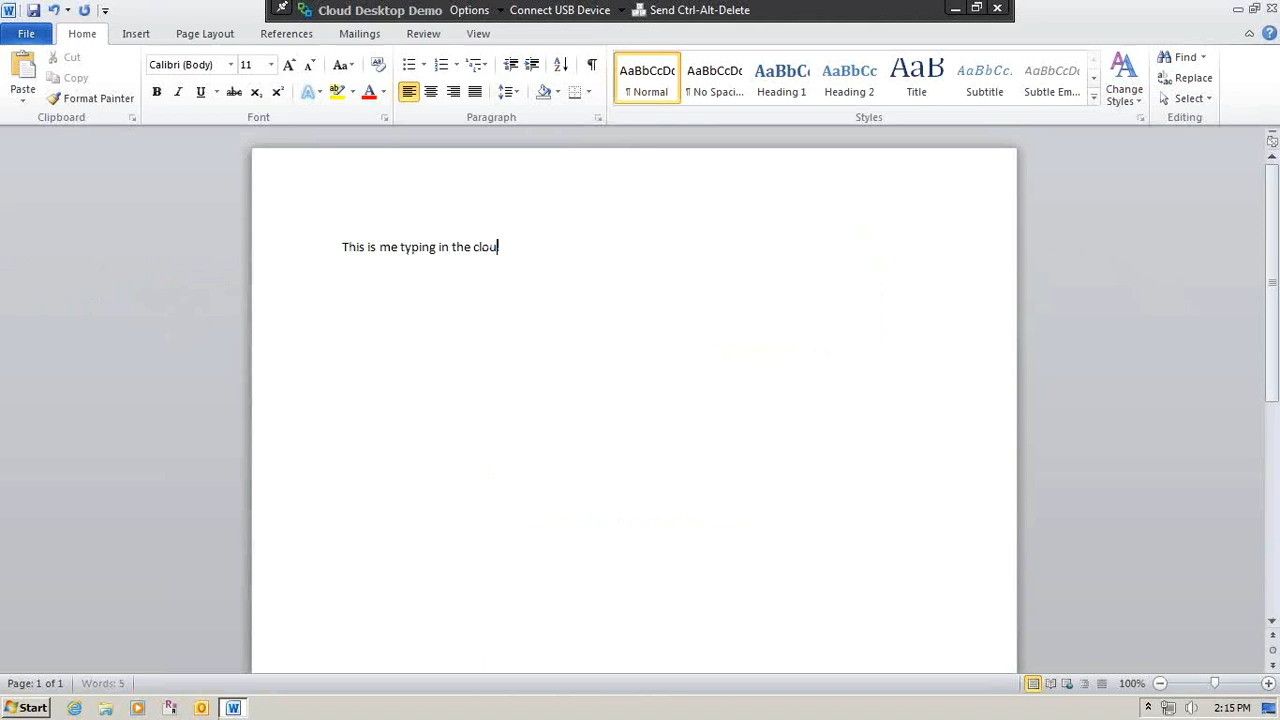 Cloud Desktop Demo Options Connect USB Device Send Ctrl-Alt-Delete
File Home Insert Page Layout References Mailings Review View
Paste
Cut
Copy
Format Painter
Clipboard
Calibri (Body) 11
Font
Paragraph
AaBbCcDc AaBbCcDc AaBbCc AaBbCc AaB AaBbCc. AaBbCcDc
¶ Normal ¶ No Spaci... Heading 1 Heading 2 Title Subtitle Subtle Em...
Change
Styles
Styles
Find
Replace
Select
Editing
This is me typing in the clou
Page: 1 of 1 Words: 5 100%
Start 2:15 PM